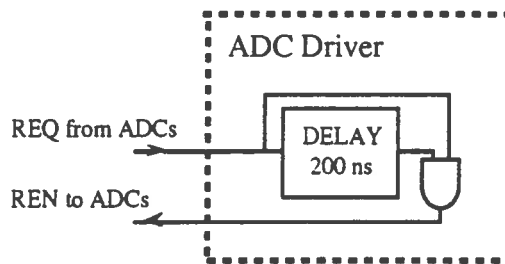 ADC Driver
REQ from ADCs
DELAY
200 ns
REN to ADCs